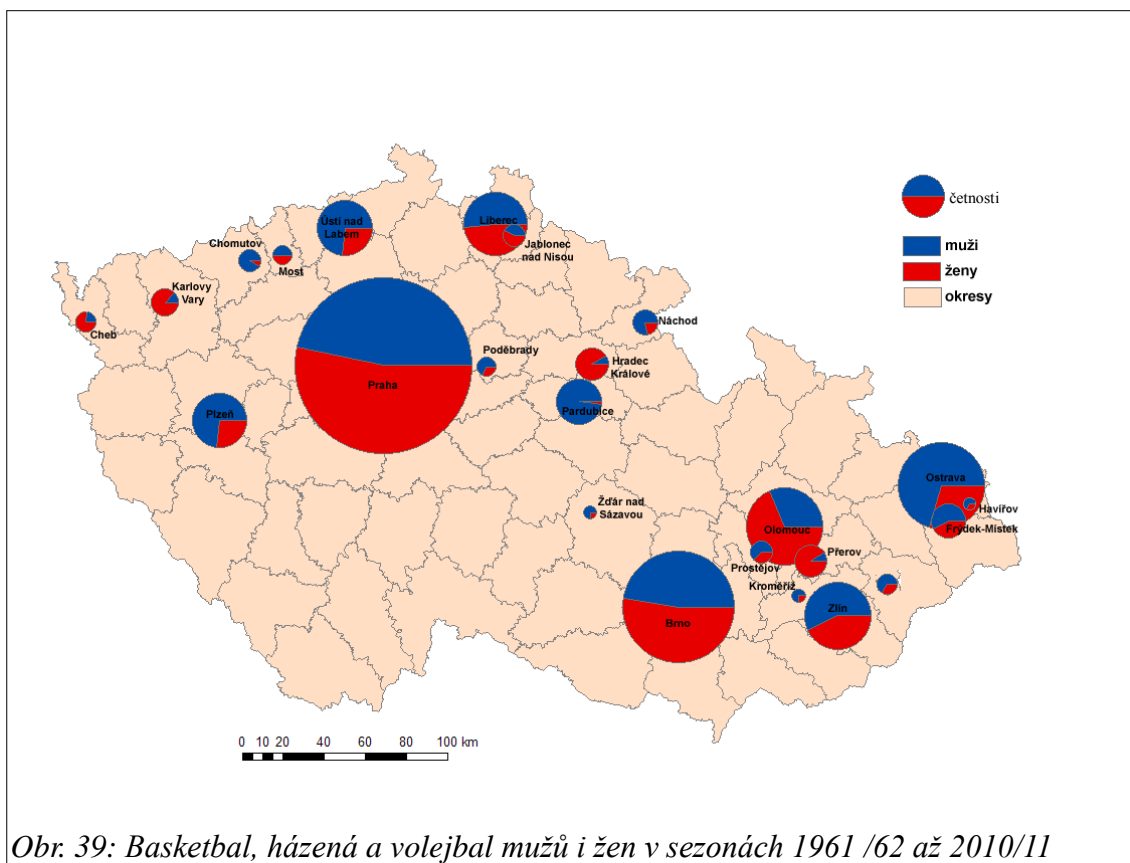 četnosti
muži
ženy
okresy
Ústí nad
Labem
Liberec
Jablonec
nád Nisou
Chomutov
Most
Karlovy
Vary
Cheb
Náchod
Poděbrady
Hradec
Králové
Praha
Pardubice
Plzeň
Ostrava
Havířov
Frýdek-Místek
Žďár nad
Sázavou
Olomouc
Přerov
Prostějov
Kroměříž
Zlín
Brno
0 10 20 40 60 80 100 km
Obr. 39: Basketbal, házená a volejbal mužů i žen v sezonách 1961 /62 až 2010/11